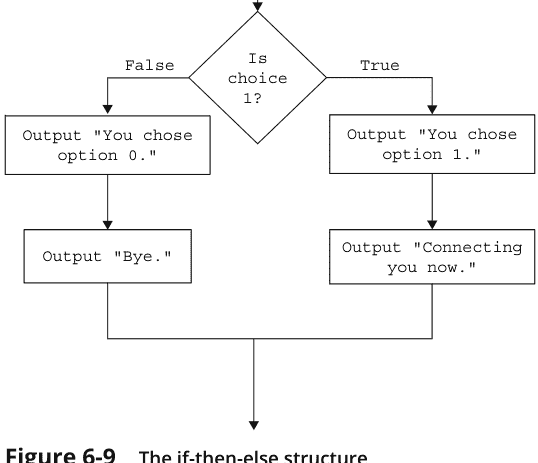 Is
choice
1?
False
True
Output "You chose
option 0."
Output "You chose
option 1."
Output "Bye."
Output "Connecting
you now."
Figure 6-9 The if-then-else structure